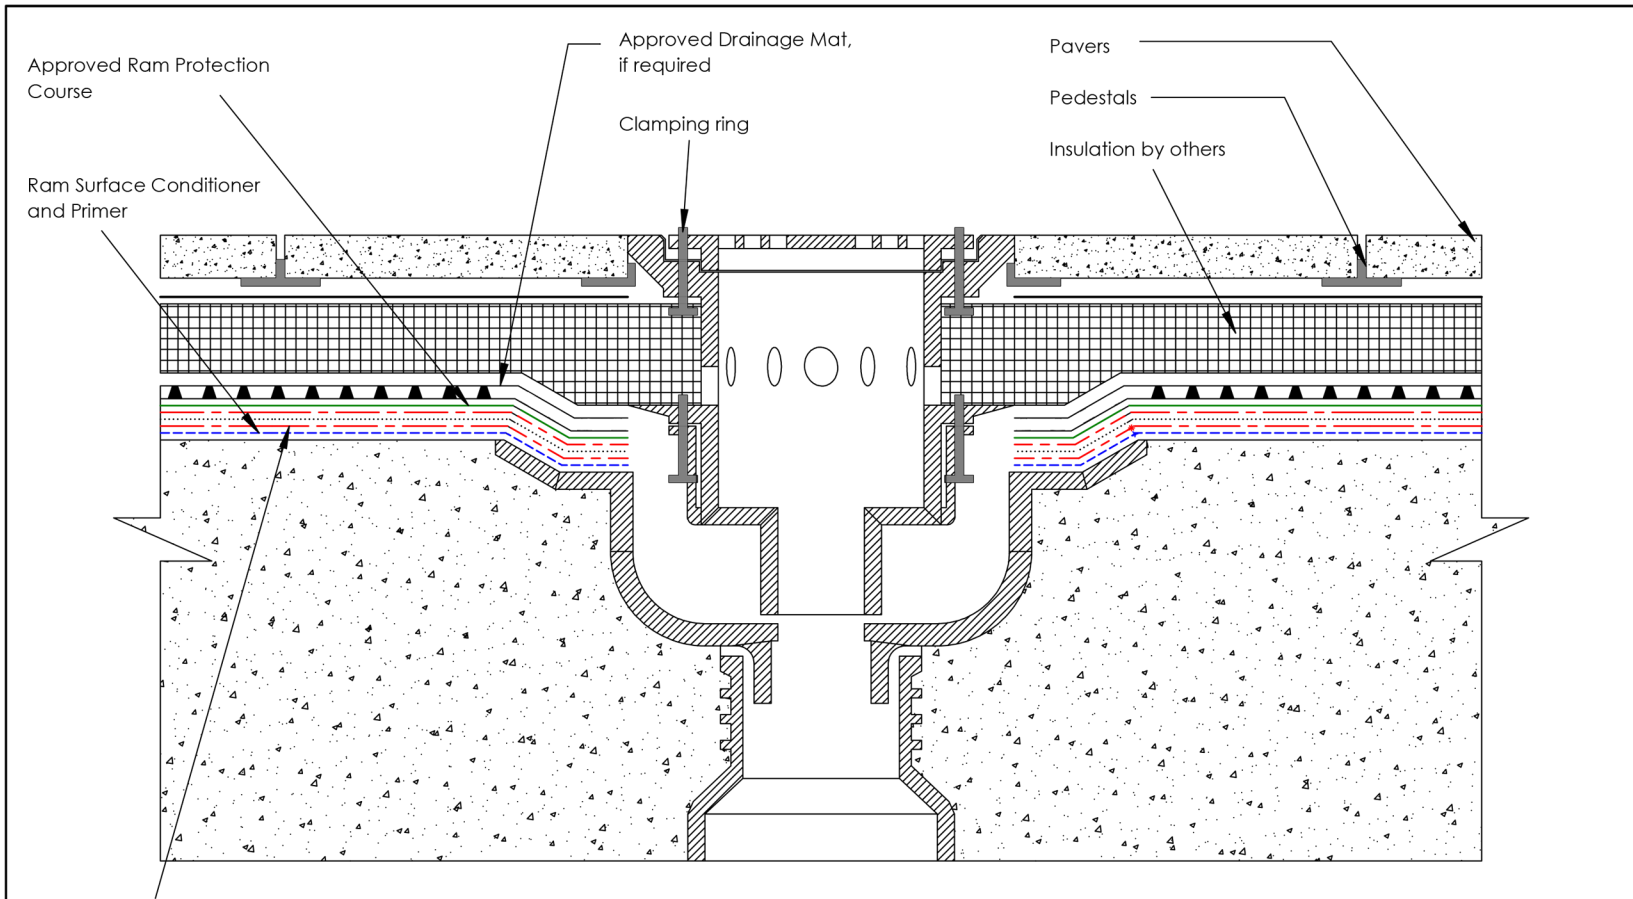 Approved Ram Protection
Course
Ram Surface Conditioner
and Primer
Approved Drainage Mat,
if required
Clamping ring
Pavers
Pedestals
Insulation by others